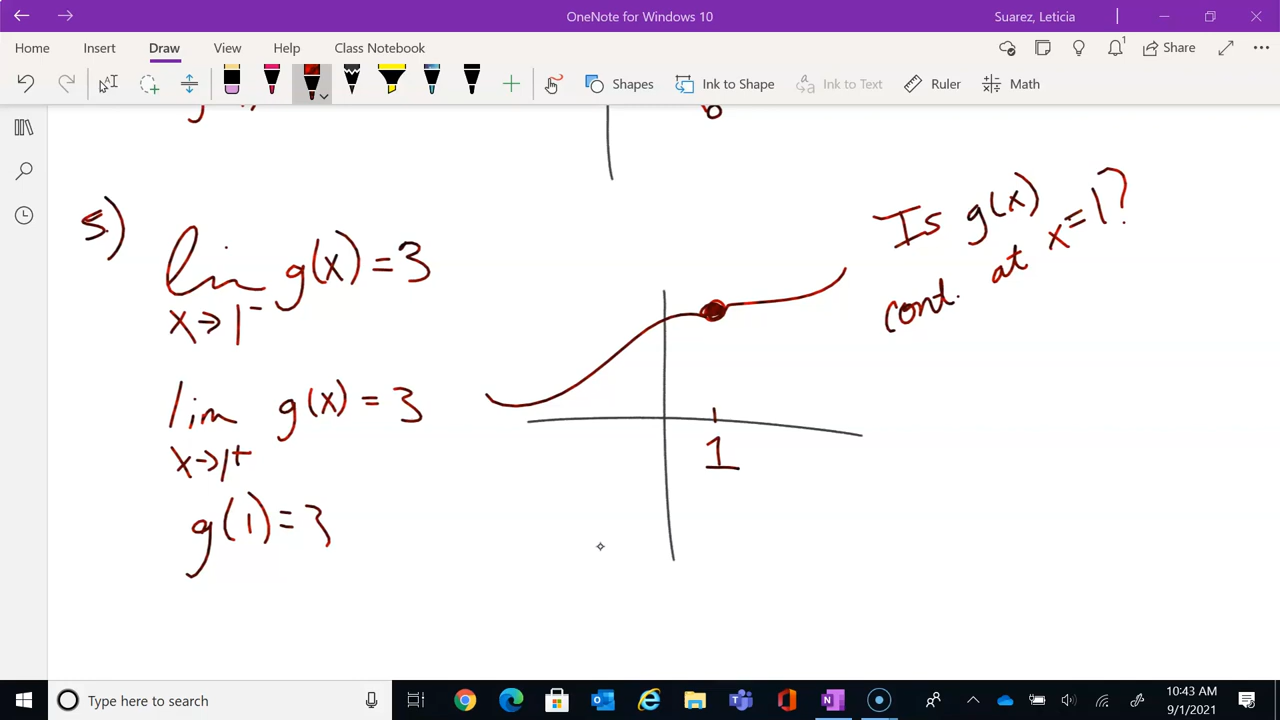 OneNote for Windows 10
Suarez, Leticia
Home Insert Draw View Help Class Notebook
1
Share
Shapes Ink to Shape Ink to Text Ruler Math
6
5)
lim g(x) = 3
x→1⁻
lim g(x) = 3
x→1⁺
g(1) = 3
1
Is g(x)
cont. at x=1?
Type here to search
10:43 AM
9/1/2021